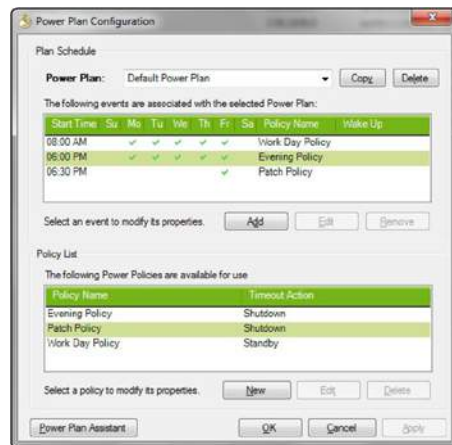 Power Plan Configuration
Plan Schedule
Power Plan: Default Power Plan Copy Delete
The following events are associated with the selected Power Plan:
Start Time Su Mo Tu We Th Fr Sa Policy Name Wake Up
08:00 AM Work Day Policy
06:00 PM Evening Policy
06:30 PM Patch Policy
Select an event to modify its properties. Add Edit Remove
Policy List
The following Power Policies are available for use
Policy Name Timeout Action
Evening Policy Shutdown
Patch Policy Shutdown
Work Day Policy Standby
Select a policy to modify its properties. New Edit Delete
Power Plan Assistant OK Cancel Apply